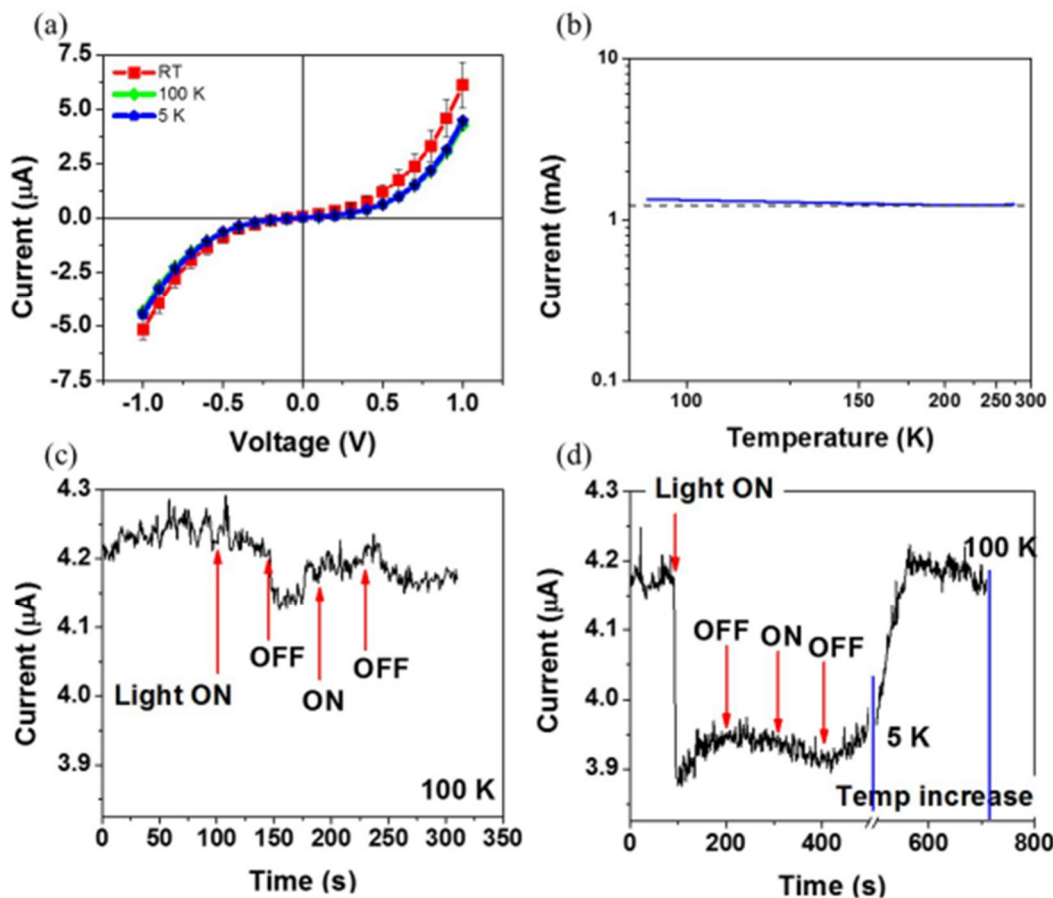 (a)
7.5
5.0
2.5
0.0
-2.5
-5.0
-7.5
Current (µA)
RT
100 K
5 K
-1.0 -0.5 0.0 0.5 1.0
Voltage (V)
(b)
10
1
0.1
Current (mA)
100 150 200 250 300
Temperature (K)
(c)
4.3
4.2
4.1
4.0
3.9
Current (µA)
Light ON
OFF
ON
OFF
100 K
0 50 100 150 200 250 300 350
Time (s)
(d)
4.3
4.2
4.1
4.0
3.9
Current (µA)
Light ON
OFF
ON
OFF
100 K
5 K
Temp increase
0 200 400 600 800
Time (s)